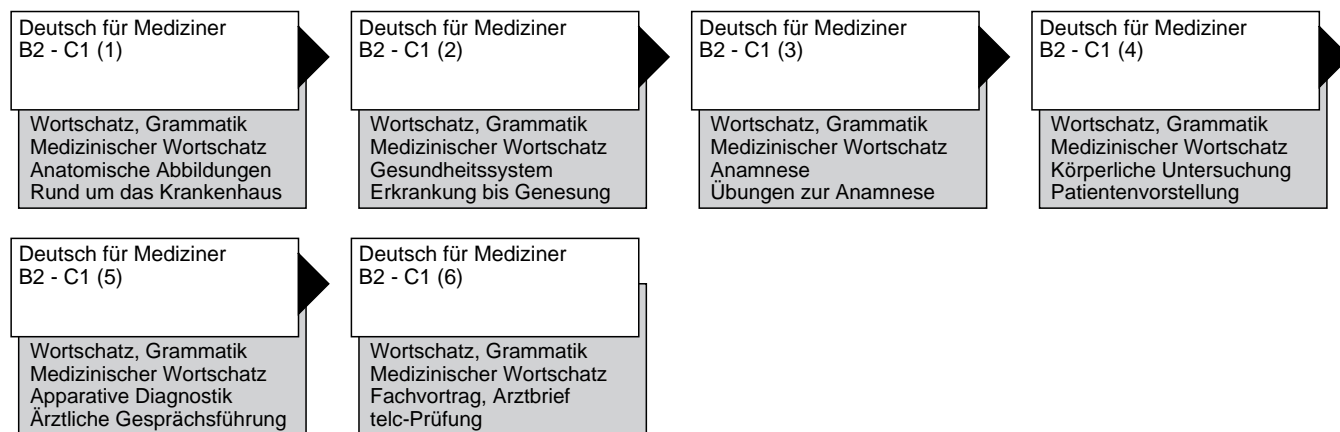 Deutsch für Mediziner
B2 - C1 (1)
Wortschatz, Grammatik
Medizinischer Wortschatz
Anatomische Abbildungen
Rund um das Krankenhaus
Deutsch für Mediziner
B2 - C1 (2)
Wortschatz, Grammatik
Medizinischer Wortschatz
Gesundheitssystem
Erkrankung bis Genesung
Deutsch für Mediziner
B2 - C1 (3)
Wortschatz, Grammatik
Medizinischer Wortschatz
Anamnese
Übungen zur Anamnese
Deutsch für Mediziner
B2 - C1 (4)
Wortschatz, Grammatik
Medizinischer Wortschatz
Körperliche Untersuchung
Patientenvorstellung
Deutsch für Mediziner
B2 - C1 (5)
Wortschatz, Grammatik
Medizinischer Wortschatz
Apparative Diagnostik
Ärztliche Gesprächsführung
Deutsch für Mediziner
B2 - C1 (6)
Wortschatz, Grammatik
Medizinischer Wortschatz
Fachvortrag, Arztbrief
telc-Prüfung